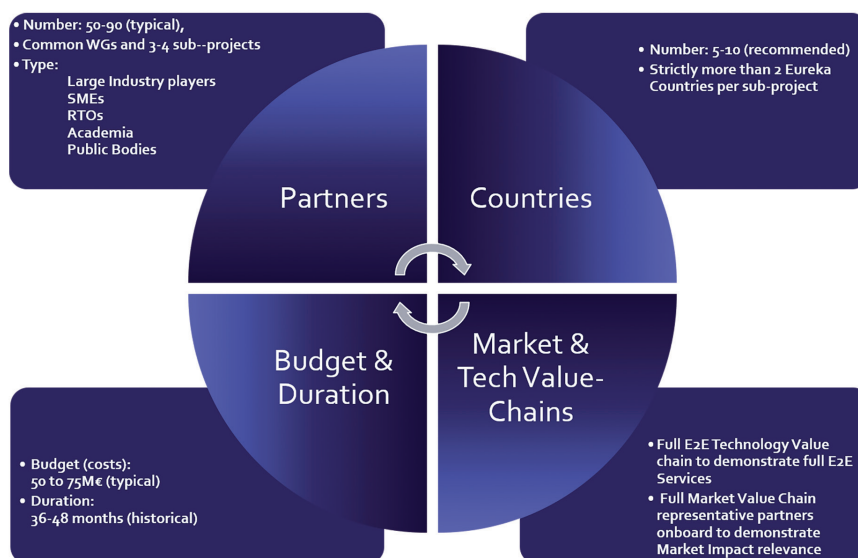 • Number: 50-90 (typical),
• Common WGs and 3-4 sub--projects
• Type:
Large Industry players
SMEs
RTOs
Academia
Public Bodies
• Number: 5-10 (recommended)
• Strictly more than 2 Eureka
Countries per sub-project
Partners
Countries
Budget &
Duration
Market &
Tech Value-
Chains
• Budget (costs):
50 to 75M€ (typical)
• Duration:
36-48 months (historical)
• Full E2E Technology Value
chain to demonstrate full E2E
Services
• Full Market Value Chain
representative partners
onboard to demonstrate
Market Impact relevance